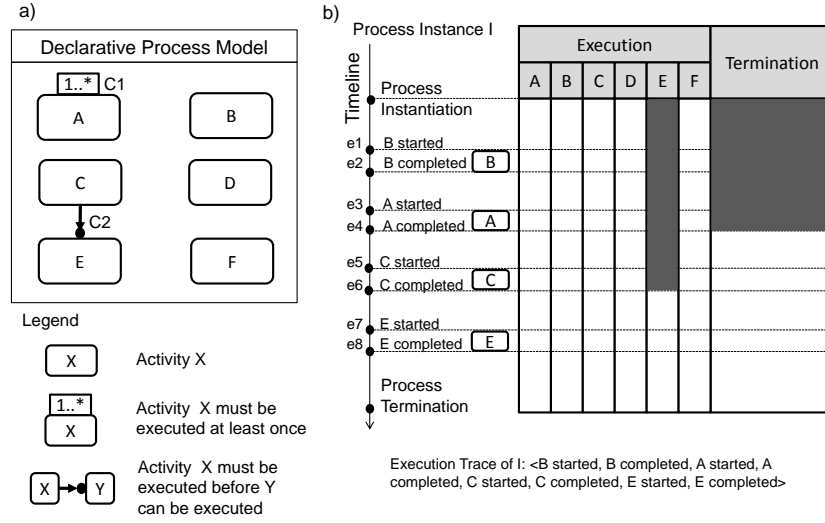 a)
Declarative Process Model
1..* C1
A
B
C
D
C2
E
F
Legend
X
Activity X
1..*
X
Activity X must be
executed at least once
X
Y
Activity X must be
executed before Y
can be executed
b)
Process Instance I
Timeline
Execution
Termination
A B C D E F
Process
Instantiation
e1 B started
e2 B completed
B
e3 A started
e4 A completed
A
e5 C started
e6 C completed
C
e7 E started
e8 E completed
E
Process
Termination
Execution Trace of I: <B started, B completed, A started, A
completed, C started, C completed, E started, E completed>